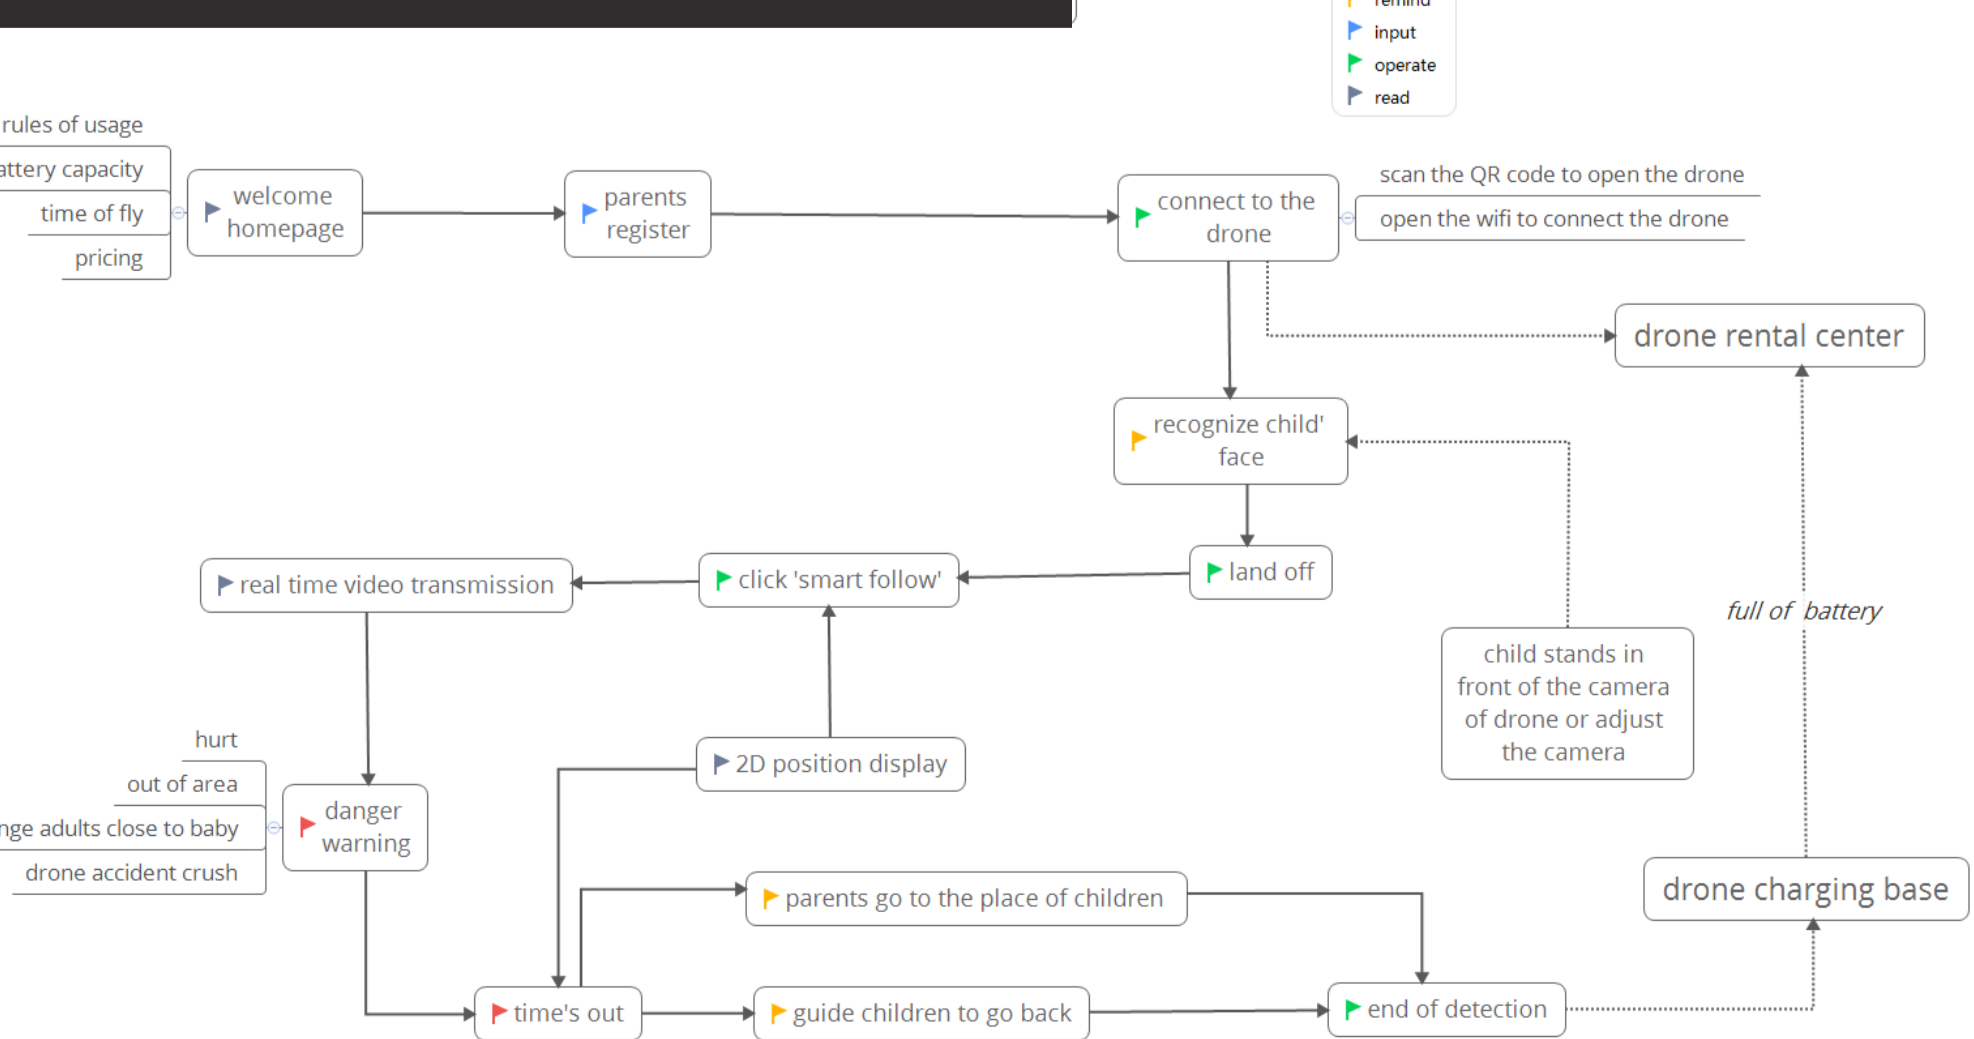 remind
input
operate
read
rules of usage
capacity
time of fly
pricing
welcome
homepage
parents
register
connect to the
drone
scan the QR code to open the drone
open the wifi to connect the drone
drone rental center
recognize child'
face
land off
click 'smart follow'
real time video transmission
full of battery
child stands in
front of the camera
of drone or adjust
the camera
2D position display
hurt
out of area
adults close to baby
drone accident crush
danger
warning
parents go to the place of children
drone charging base
time's out
guide children to go back
end of detection